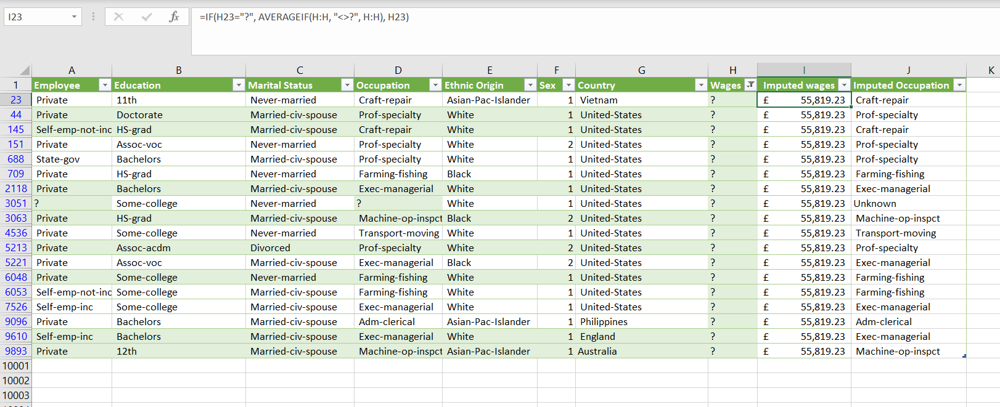 I23 fx =IF(H23="?", AVERAGEIF(H:H, "<>?", H:H), H23)
A B C D E F G H I J K
1 Employee Education Marital Status Occupation Ethnic Origin Sex Country Wages Imputed wages Imputed Occupation
23 Private 11th Never-married Craft-repair Asian-Pac-Islander 1 Vietnam ? £ 55,819.23 Craft-repair
44 Private Doctorate Married-civ-spouse Prof-specialty White 1 United-States ? £ 55,819.23 Prof-specialty
145 Self-emp-not-inc HS-grad Married-civ-spouse Craft-repair White 1 United-States ? £ 55,819.23 Craft-repair
151 Private Assoc-voc Never-married Prof-specialty White 2 United-States ? £ 55,819.23 Prof-specialty
688 State-gov Bachelors Married-civ-spouse Prof-specialty White 1 United-States ? £ 55,819.23 Prof-specialty
709 Private HS-grad Never-married Farming-fishing Black 1 United-States ? £ 55,819.23 Farming-fishing
2118 Private Bachelors Married-civ-spouse Exec-managerial White 1 United-States ? £ 55,819.23 Exec-managerial
3051 ? Some-college Never-married ? White 1 United-States ? £ 55,819.23 Unknown
3063 Private HS-grad Married-civ-spouse Machine-op-inspct Black 2 United-States ? £ 55,819.23 Machine-op-inspct
4536 Private Some-college Never-married Transport-moving White 1 United-States ? £ 55,819.23 Transport-moving
5213 Private Assoc-acdm Divorced Prof-specialty White 2 United-States ? £ 55,819.23 Prof-specialty
5221 Private Assoc-voc Married-civ-spouse Exec-managerial Black 2 United-States ? £ 55,819.23 Exec-managerial
6048 Private Some-college Never-married Farming-fishing White 1 United-States ? £ 55,819.23 Farming-fishing
6053 Self-emp-not-inc Some-college Married-civ-spouse Farming-fishing White 1 United-States ? £ 55,819.23 Farming-fishing
7526 Self-emp-inc Some-college Married-civ-spouse Exec-managerial White 1 United-States ? £ 55,819.23 Exec-managerial
9096 Private Bachelors Married-civ-spouse Adm-clerical Asian-Pac-Islander 1 Philippines ? £ 55,819.23 Adm-clerical
9610 Self-emp-inc Bachelors Married-civ-spouse Exec-managerial White 1 England ? £ 55,819.23 Exec-managerial
9893 Private 12th Married-civ-spouse Machine-op-inspct Asian-Pac-Islander 1 Australia ? £ 55,819.23 Machine-op-inspct
10001
10002
10003